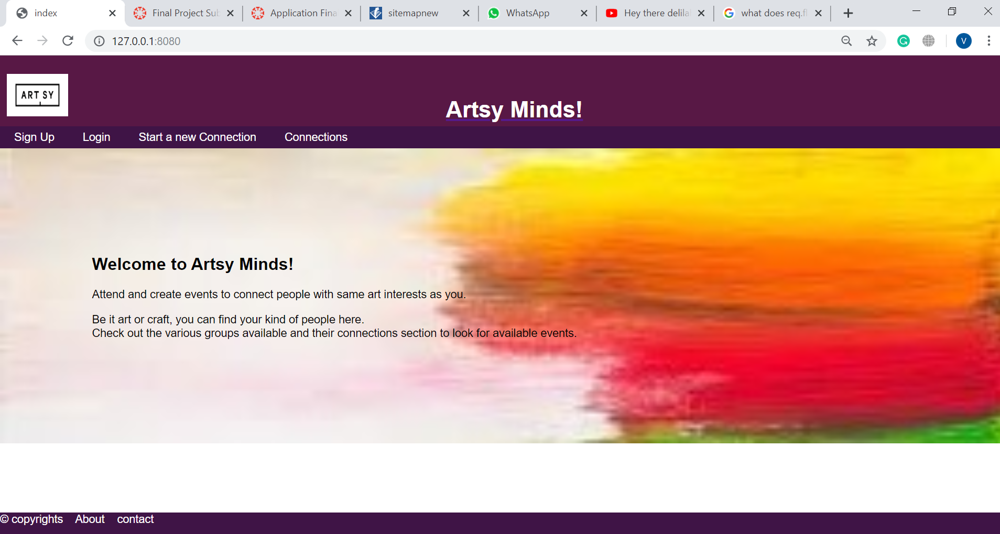 index Final Project Sub Application Fina sitemapnew WhatsApp Hey there delila what does req.fl
127.0.0.1:8080
V
ART SY
Artsy Minds!
Sign Up Login Start a new Connection Connections
Welcome to Artsy Minds!
Attend and create events to connect people with same art interests as you.
Be it art or craft, you can find your kind of people here.
Check out the various groups available and their connections section to look for available events.
© copyrights About contact